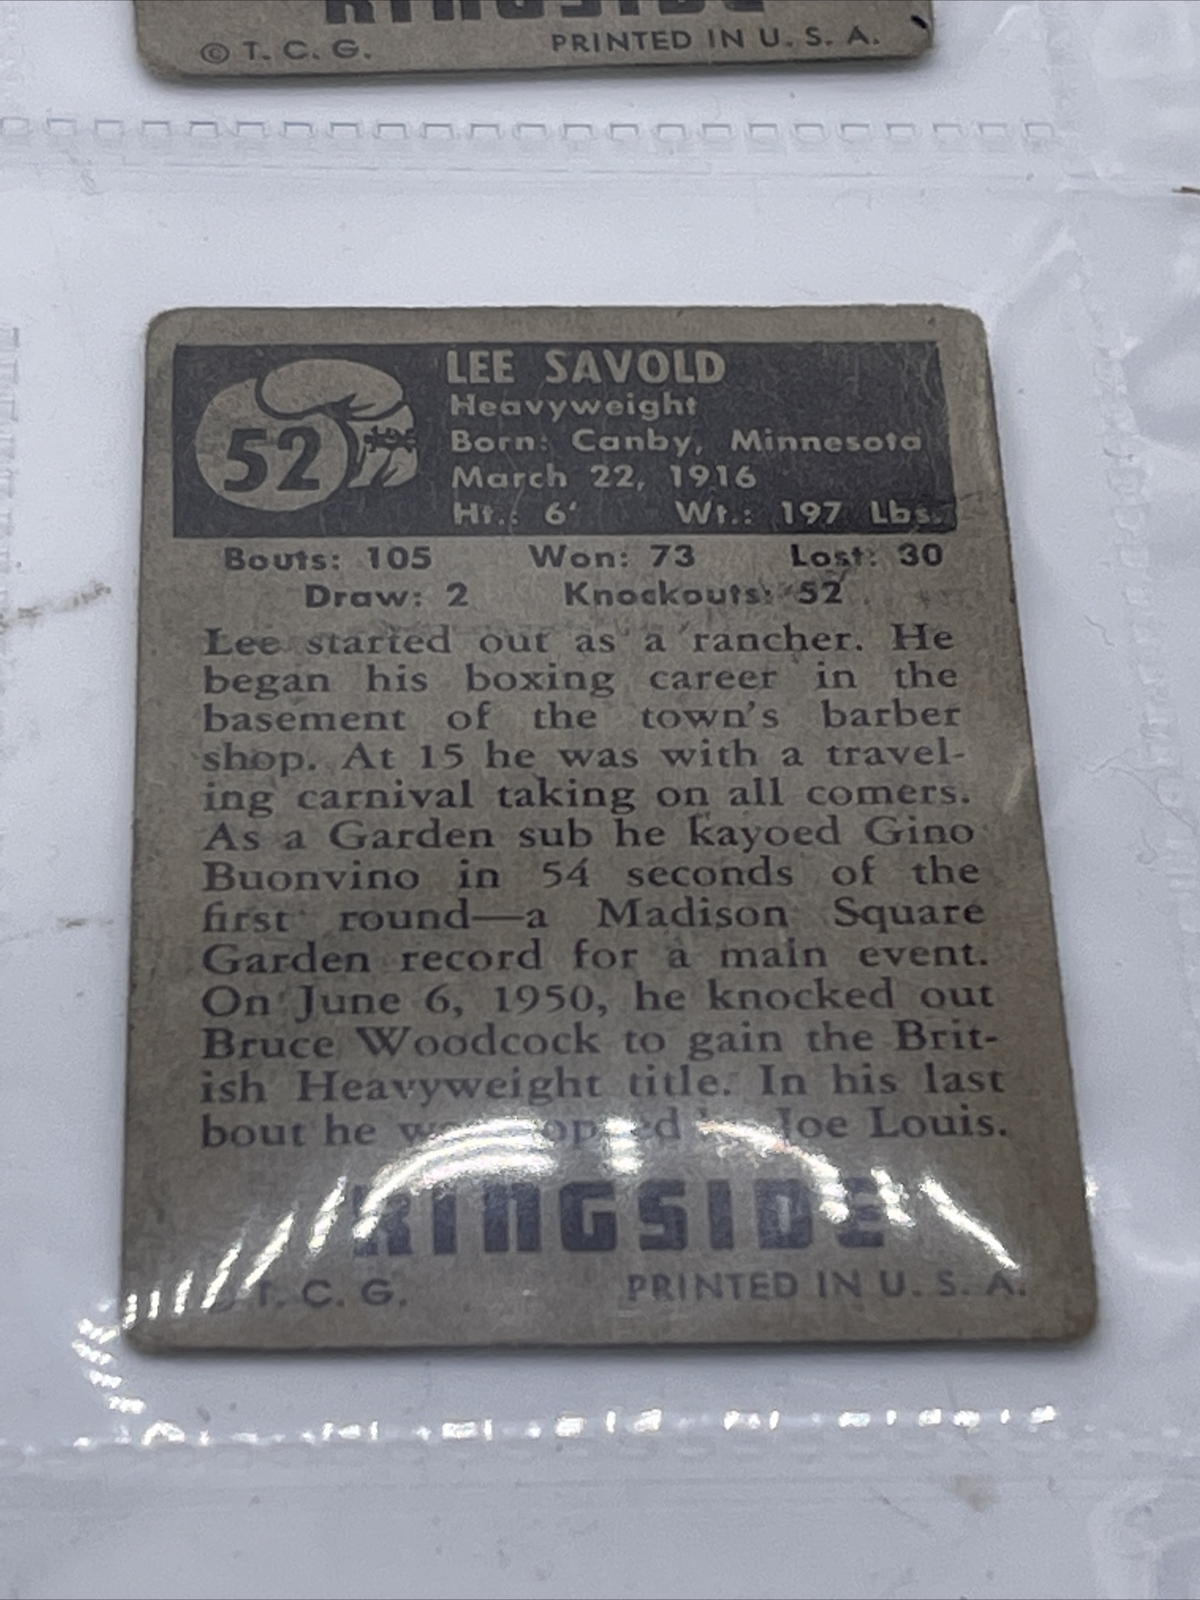 RINGSIDE
© T. C. G. PRINTED IN U. S. A.
52
LEE SAVOLD
Heavyweight
Born: Canby, Minnesota
March 22, 1916
Ht.: 6' Wt.: 197 Lbs.
Bouts: 105 Won: 73 Lost: 30
Draw: 2 Knockouts: 52
Lee started out as a rancher. He
began his boxing career in the
basement of the town's barber
shop. At 15 he was with a travel-
ing carnival taking on all comers.
As a Garden sub he kayoed Gino
Buonvino in 54 seconds of the
first round—a Madison Square
Garden record for a main event.
On June 6, 1950, he knocked out
Bruce Woodcock to gain the Brit-
ish Heavyweight title. In his last
bout he was stopped by Joe Louis.
RINGSIDE
T. C. G. PRINTED IN U. S. A.